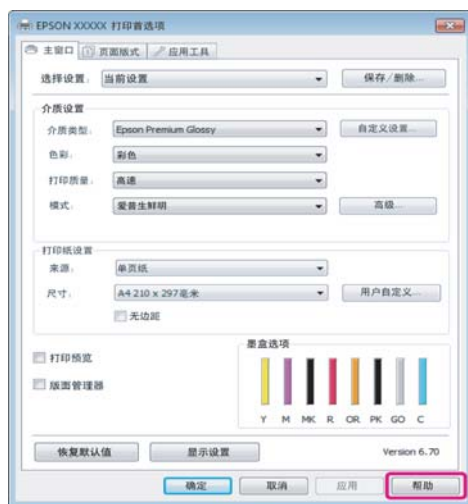 EPSON XXXXX 打印首选项
主窗口 页面版式 应用工具
选择设置: 当前设置 保存/删除...
介质设置
介质类型: Epson Premium Glossy 自定义设置...
色彩: 彩色
打印质量: 高速
模式: 爱普生鲜明 高级...
打印纸设置
来源: 单页纸
尺寸: A4 210 x 297毫米 用户自定义...
无边距
打印预览
版面管理器
墨盒选项
Y M MK R OR PK GO C
恢复默认值 显示设置 Version 6.70
确定 取消 应用 帮助